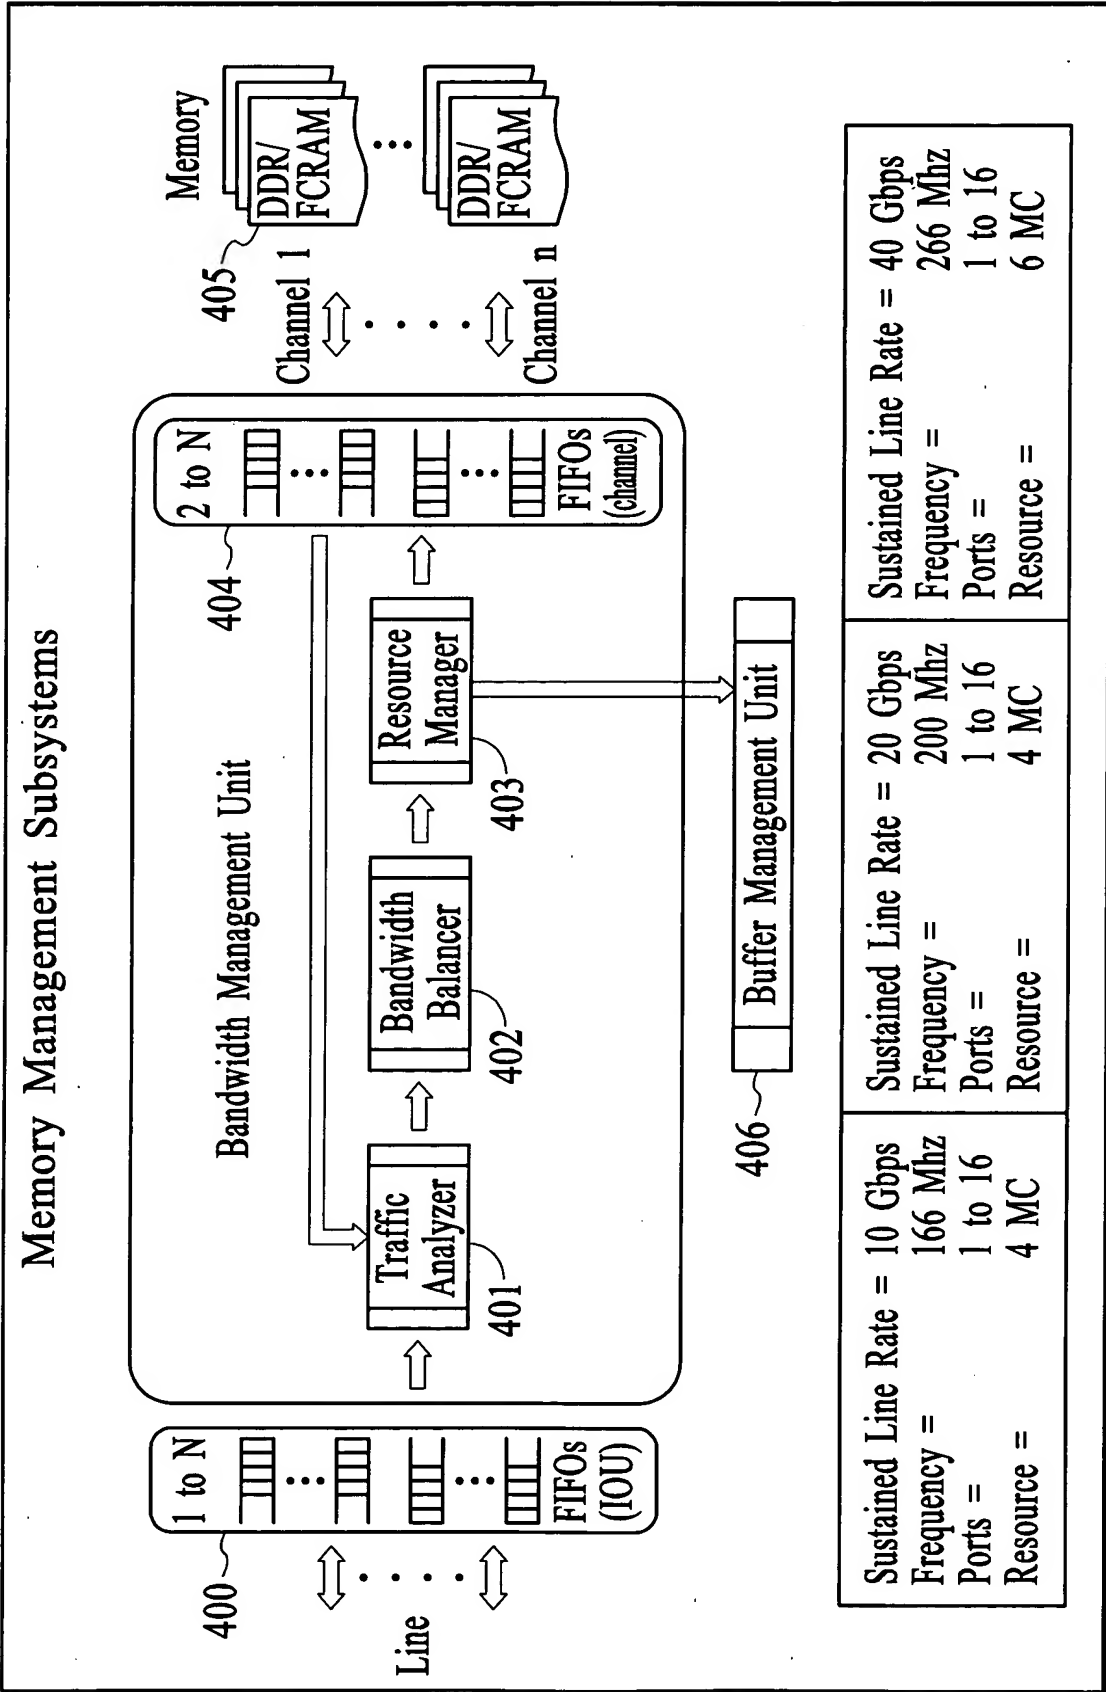 Memory Management Subsystems
Bandwidth Management Unit
400
1 to N
FIFOs
(IOU)
Line
Traffic
Analyzer
401
Bandwidth
Balancer
402
Resource
Manager
403
404
2 to N
FIFOs
(channel)
Channel 1
Channel n
Memory
405
DDR/
FCRAM
DDR/
FCRAM
406
Buffer Management Unit
Sustained Line Rate = 10 Gbps
Frequency = 166 Mhz
Ports = 1 to 16
Resource = 4 MC
Sustained Line Rate = 20 Gbps
Frequency = 200 Mhz
Ports = 1 to 16
Resource = 4 MC
Sustained Line Rate = 40 Gbps
Frequency = 266 Mhz
Ports = 1 to 16
Resource = 6 MC